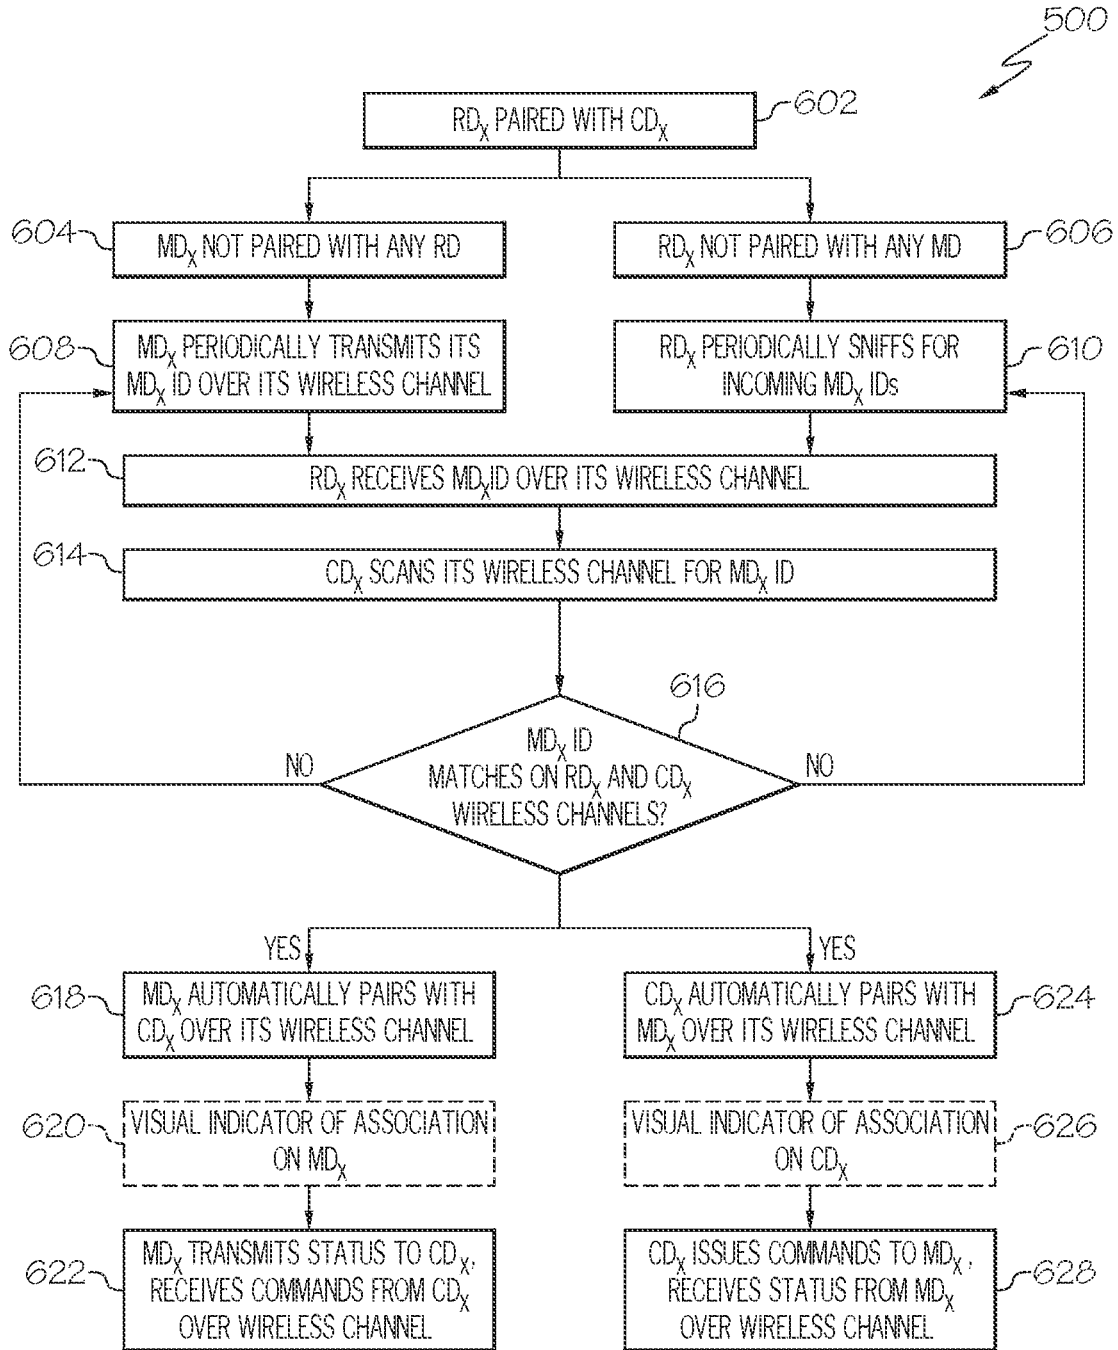 500
RDX PAIRED WITH CDX
602
604
MDX NOT PAIRED WITH ANY RD
RDX NOT PAIRED WITH ANY MD
606
608
MDX PERIODICALLY TRANSMITS ITS
MDX ID OVER ITS WIRELESS CHANNEL
RDX PERIODICALLY SNIFFS FOR
INCOMING MDX IDs
610
612
RDX RECEIVES MDXID OVER ITS WIRELESS CHANNEL
614
CDX SCANS ITS WIRELESS CHANNEL FOR MDX ID
616
MDX ID
MATCHES ON RDX AND CDX
WIRELESS CHANNELS?
NO
NO
YES
YES
618
MDX AUTOMATICALLY PAIRS WITH
CDX OVER ITS WIRELESS CHANNEL
CDX AUTOMATICALLY PAIRS WITH
MDX OVER ITS WIRELESS CHANNEL
624
620
VISUAL INDICATOR OF ASSOCIATION
ON MDX
VISUAL INDICATOR OF ASSOCIATION
ON CDX
626
622
MDX TRANSMITS STATUS TO CDX,
RECEIVES COMMANDS FROM CDX
OVER WIRELESS CHANNEL
CDX ISSUES COMMANDS TO MDX,
RECEIVES STATUS FROM MDX
OVER WIRELESS CHANNEL
628